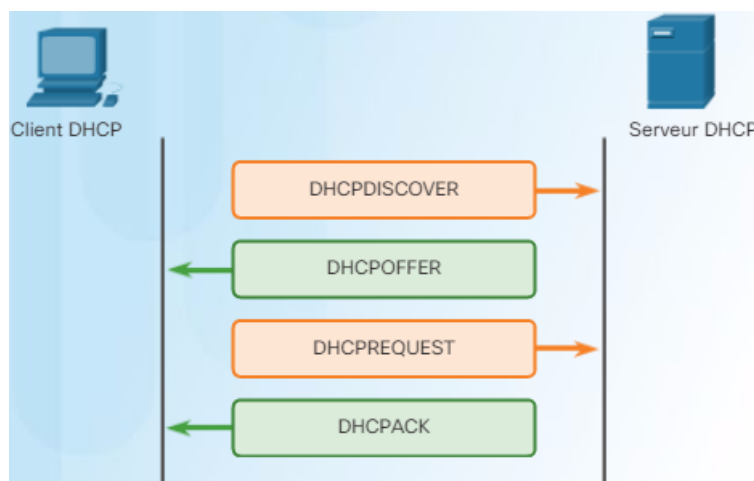 Client DHCP
Serveur DHCP
DHCPDISCOVER
DHCPOFFER
DHCPREQUEST
DHCPACK